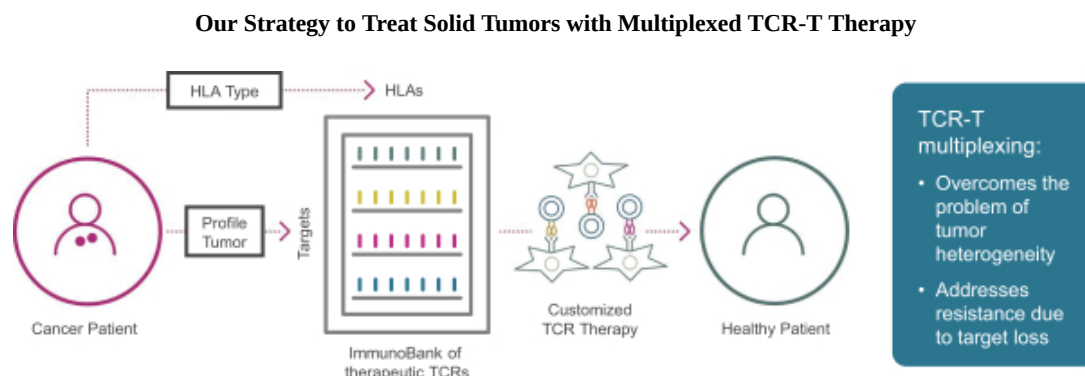 Our Strategy to Treat Solid Tumors with Multiplexed TCR-T Therapy
HLA Type
HLAs
Profile
Tumor
Targets
Cancer Patient
ImmunoBank of
therapeutic TCRs
Customized
TCR Therapy
Healthy Patient
TCR-T
multiplexing:
• Overcomes the
problem of
tumor
heterogeneity
• Addresses
resistance due
to target loss